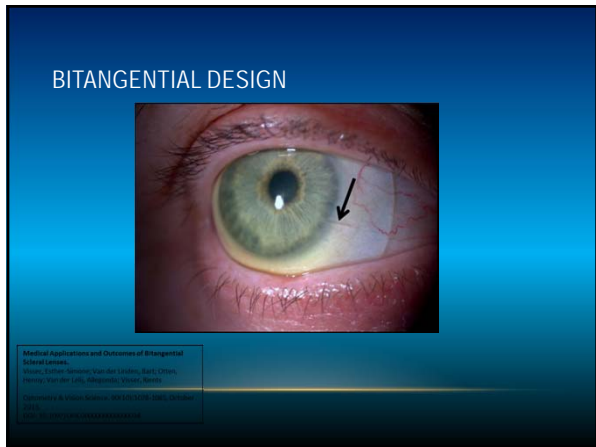 BITANGENTIAL DESIGN
Medical Applications and Outcomes of Bitangential
Scleral Lenses.
Visser, Esther-Simone; Van der Linden, Bart; Otten,
Henny; Van der Lelij, Allegonda; Visser, Rients
Optometry & Vision Science. October